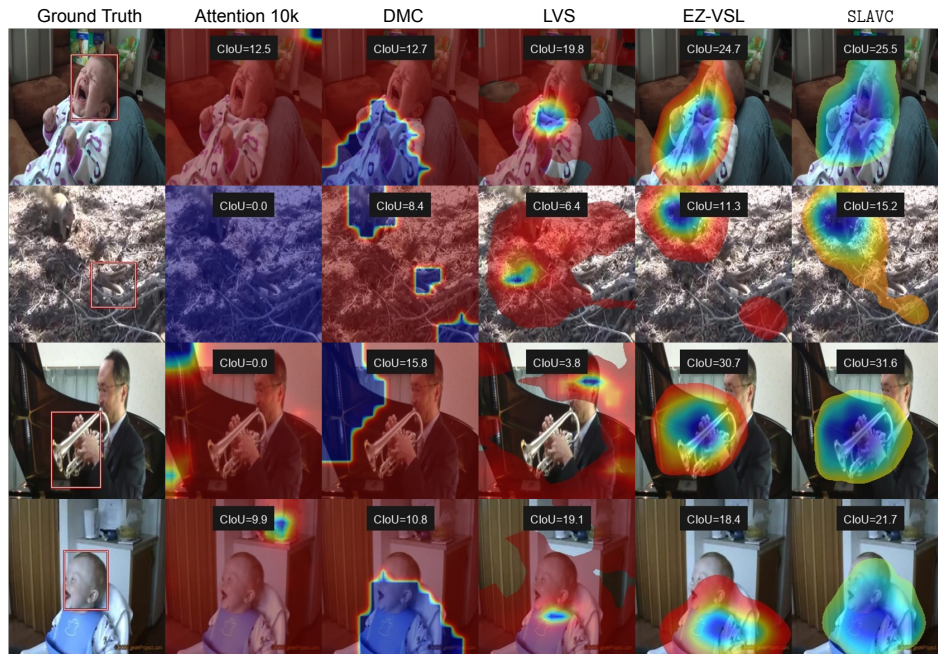 Ground Truth Attention 10k DMC LVS EZ-VSL SLAVC
CIoU=12.5 CIoU=12.7 CIoU=19.8 CIoU=24.7 CIoU=25.5
CIoU=0.0 CIoU=8.4 CIoU=6.4 CIoU=11.3 CIoU=15.2
CIoU=0.0 CIoU=15.8 CIoU=3.8 CIoU=30.7 CIoU=31.6
CIoU=9.9 CIoU=10.8 CIoU=19.1 CIoU=18.4 CIoU=21.7